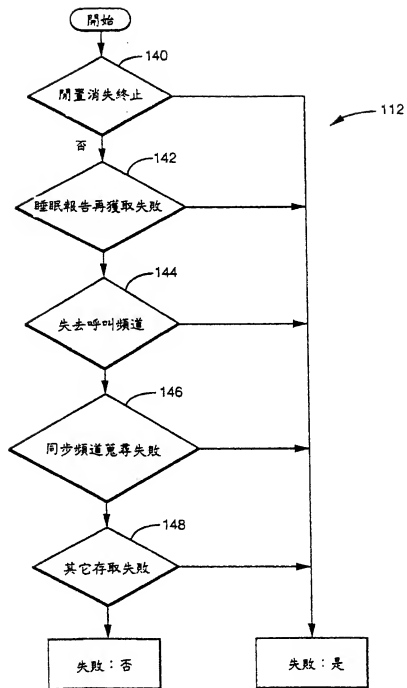 開始
140
閒置消失終止
112
否
142
睡眠報告再獲取失敗
144
失去呼叫頻道
146
同步頻道蒐尋失敗
148
其它存取失敗
失敗：否
失敗：是